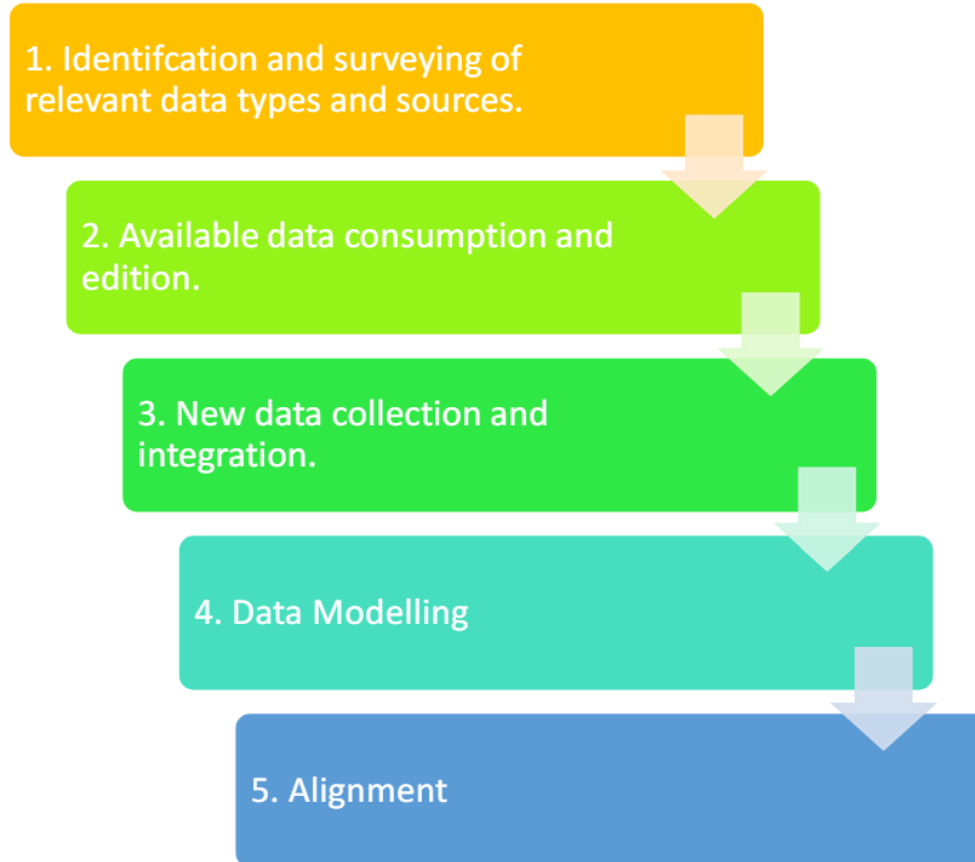 1. Identifcation and surveying of
relevant data types and sources.
2. Available data consumption and
edition.
3. New data collection and
integration.
4. Data Modelling
5. Alignment